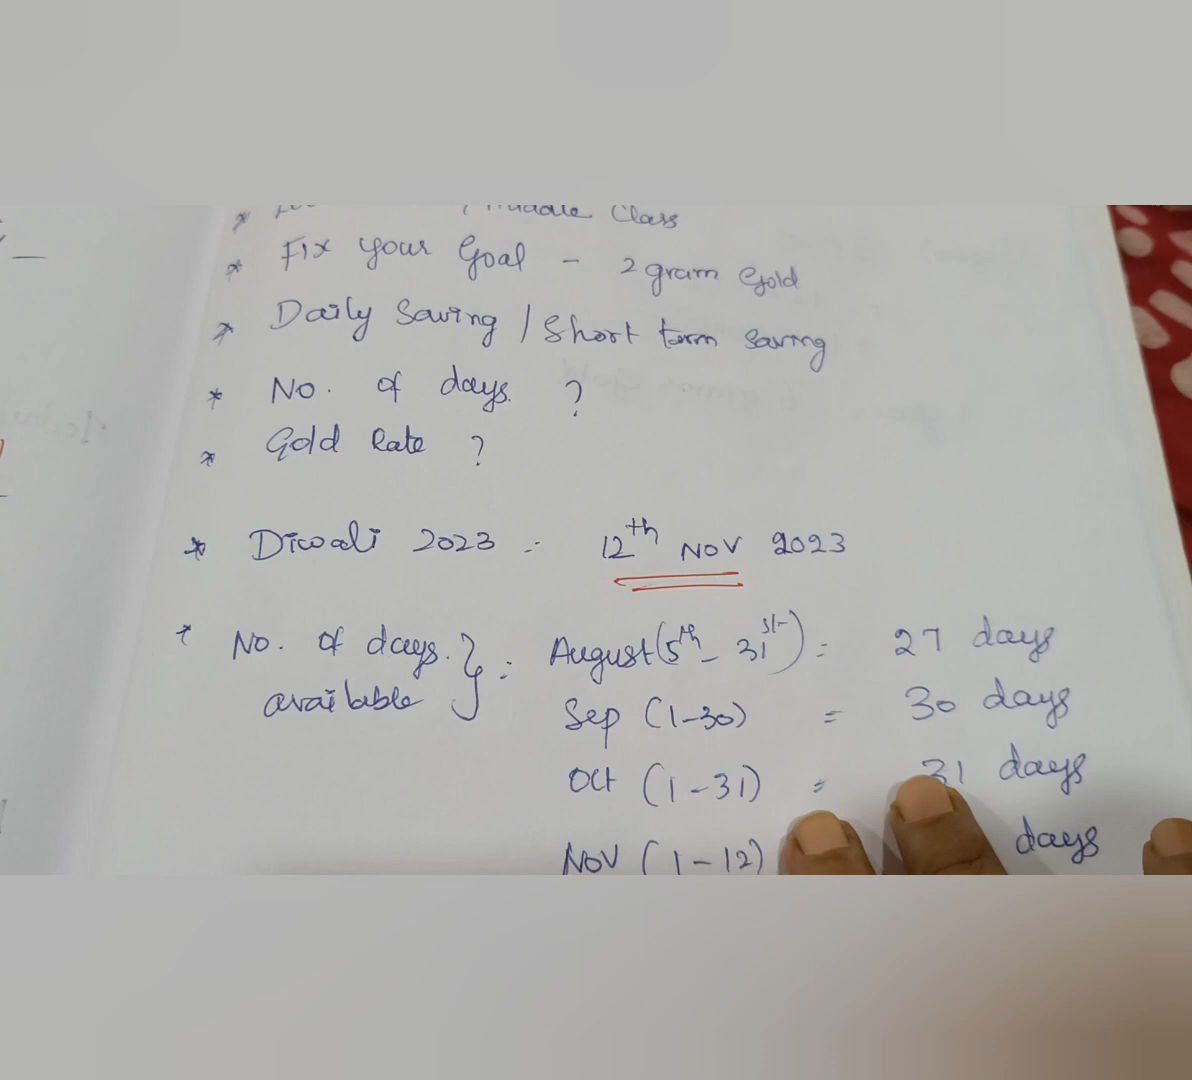 * Middle Class
* Fix your Goal - 2 gram Gold
* Daily Saving / Short term Saving
* No. of days. ?
* Gold Rate ?
* Diwali 2023 :- 12th NOV 2023
* No. of days. available } : August (5th - 31st) = 27 days
Sep (1-30) = 30 days
Oct (1-31) = 31 days
NOV (1-12) days